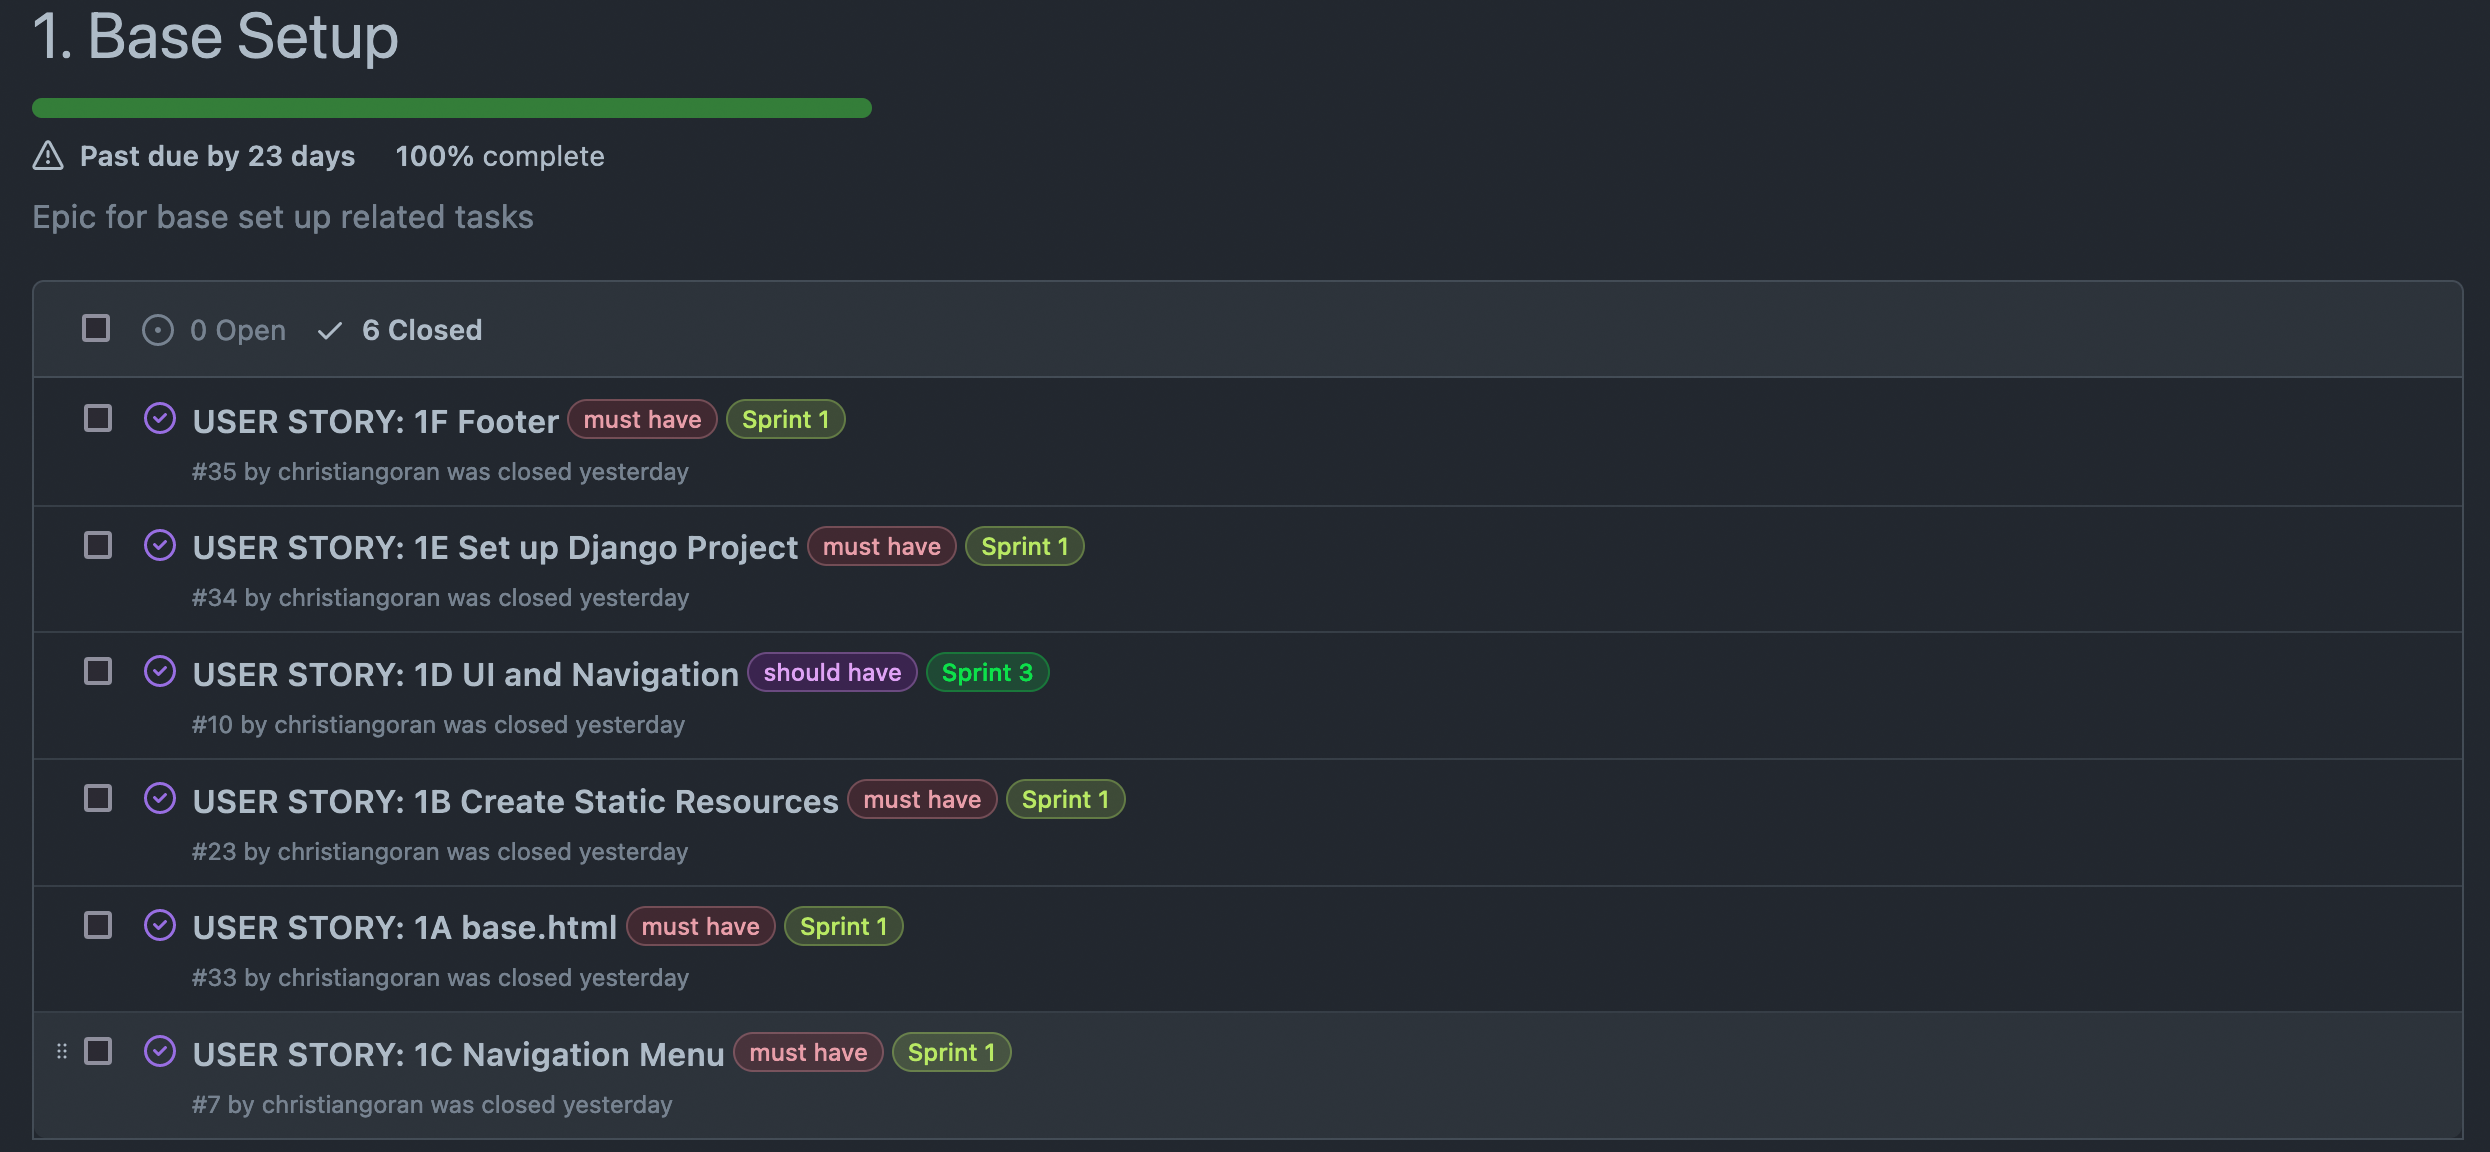 1. Base Setup
Past due by 23 days 100% complete
Epic for base set up related tasks
0 Open 6 Closed
USER STORY: 1F Footer must have Sprint 1
#35 by christiangoran was closed yesterday
USER STORY: 1E Set up Django Project must have Sprint 1
#34 by christiangoran was closed yesterday
USER STORY: 1D UI and Navigation should have Sprint 3
#10 by christiangoran was closed yesterday
USER STORY: 1B Create Static Resources must have Sprint 1
#23 by christiangoran was closed yesterday
USER STORY: 1A base.html must have Sprint 1
#33 by christiangoran was closed yesterday
USER STORY: 1C Navigation Menu must have Sprint 1
#7 by christiangoran was closed yesterday